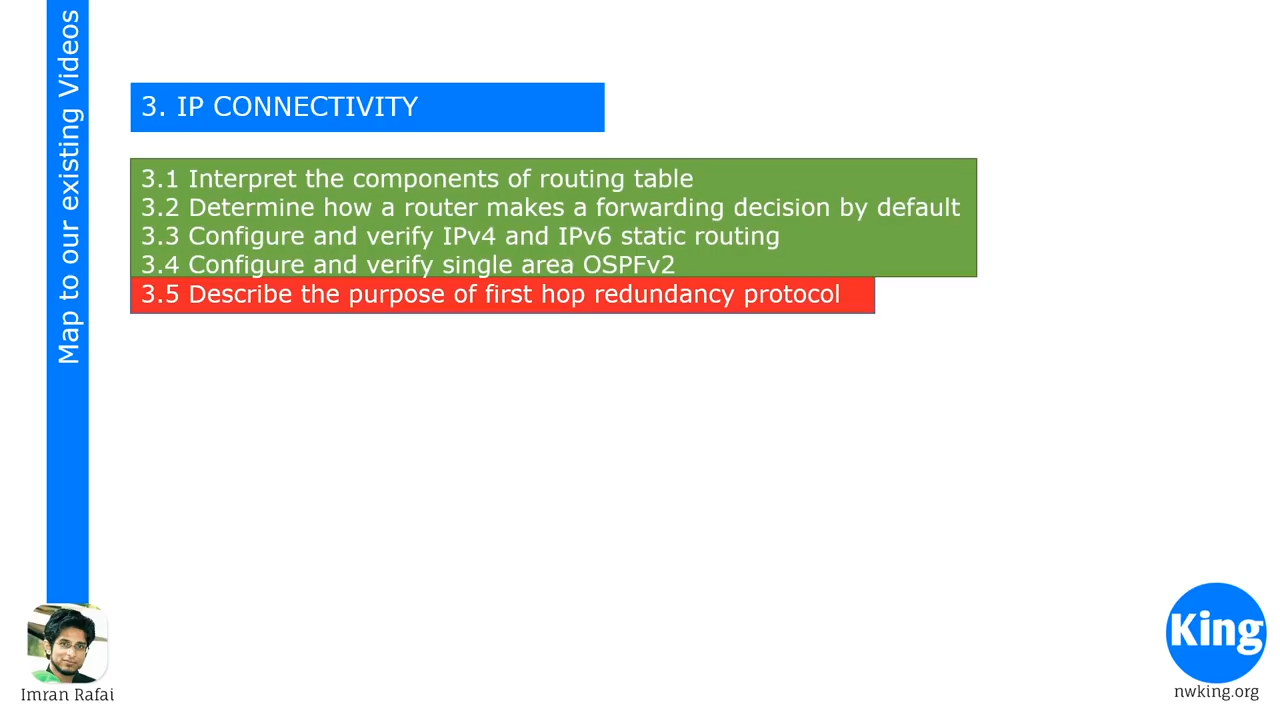 Map to our existing Videos
3. IP CONNECTIVITY
3.1 Interpret the components of routing table
3.2 Determine how a router makes a forwarding decision by default
3.3 Configure and verify IPv4 and IPv6 static routing
3.4 Configure and verify single area OSPFv2
3.5 Describe the purpose of first hop redundancy protocol
Imran Rafai
King
nwking.org